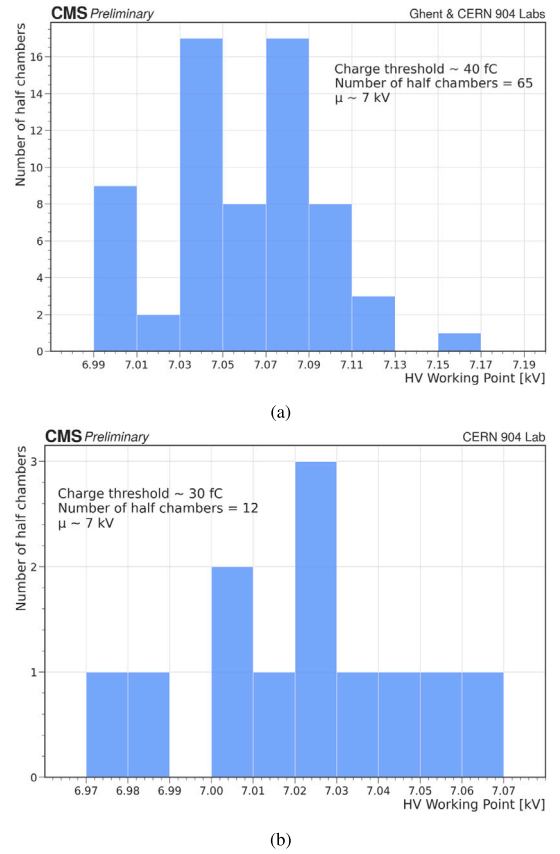 CMS Preliminary Ghent & CERN 904 Labs
Number of half chambers
16
14
12
10
8
6
4
2
0
Charge threshold ~ 40 fC
Number of half chambers = 65
μ ~ 7 kV
6.99 7.01 7.03 7.05 7.07 7.09 7.11 7.13 7.15 7.17 7.19
HV Working Point [kV]
(a)
CMS Preliminary CERN 904 Lab
Number of half chambers
3
2
1
0
Charge threshold ~ 30 fC
Number of half chambers = 12
μ ~ 7 kV
6.97 6.98 6.99 7.00 7.01 7.02 7.03 7.04 7.05 7.06 7.07
HV Working Point [kV]
(b)